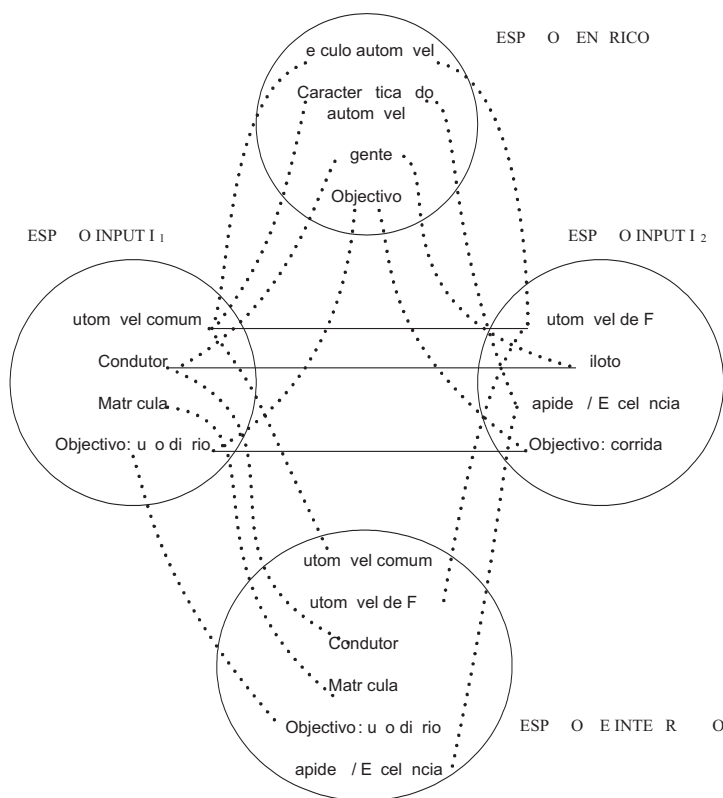 ESP O EN RICO
e culo autom vel
Caracter tica do
autom vel
gente
Objectivo
ESP O INPUT I 1
ESP O INPUT I 2
utom vel comum
Condutor
Matr cula
Objectivo: u o di rio
utom vel de F
iloto
apide / E cel ncia
Objectivo: corrida
utom vel comum
utom vel de F
Condutor
Matr cula
Objectivo: u o di rio
apide / E cel ncia
ESP O E INTE R O